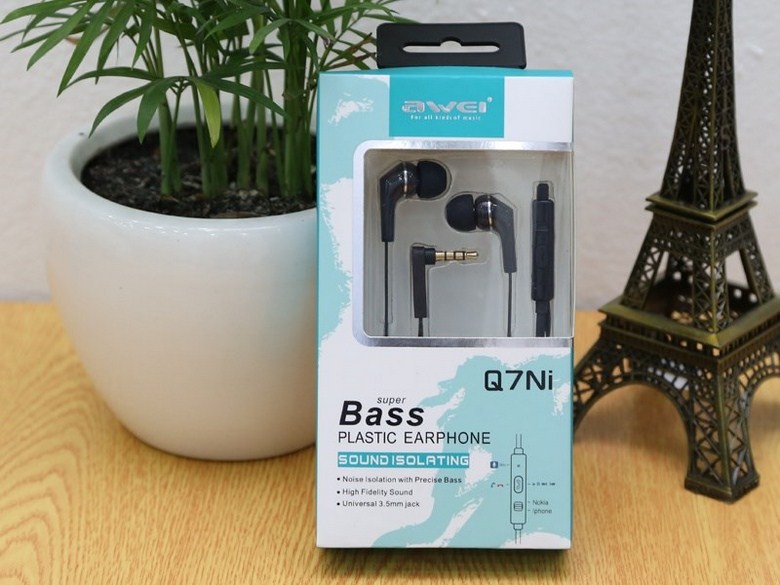 awei
For all kinds of music
Q7Ni
super
Bass
PLASTIC EARPHONE
SOUND ISOLATING
• Noise Isolation with Precise Bass
• High Fidelity Sound
• Universal 3.5mm jack
Nokia
Iphone